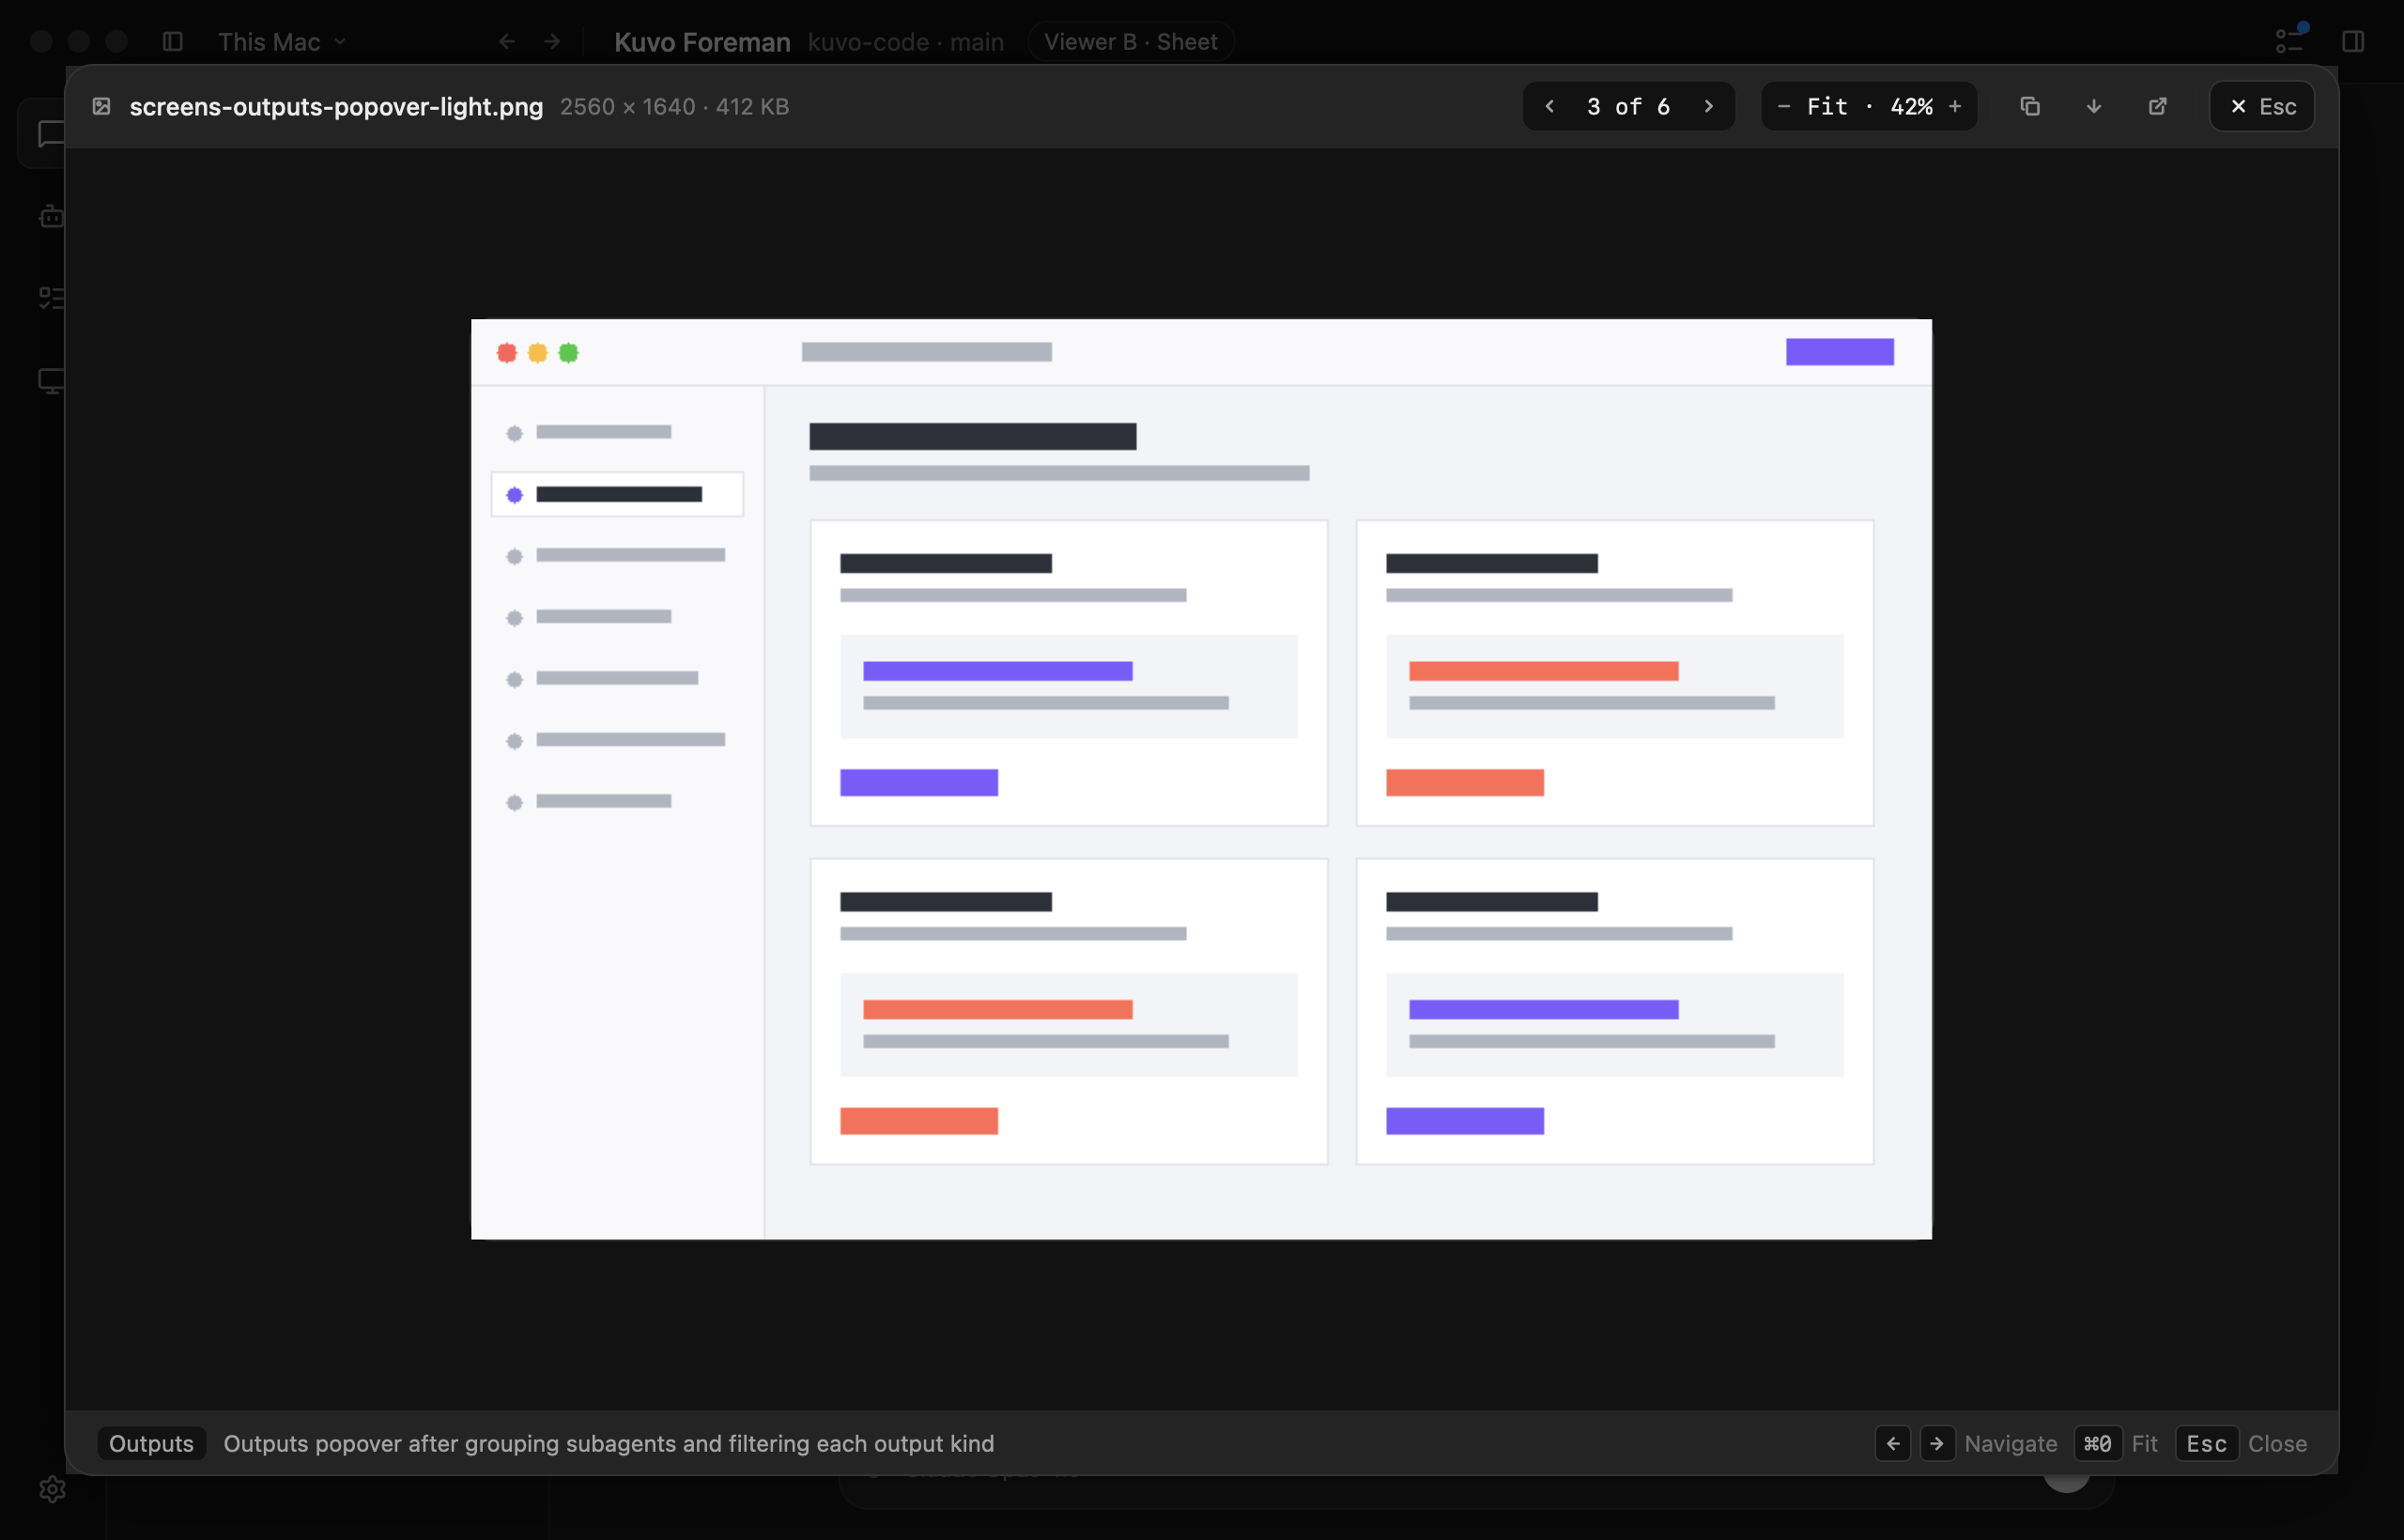 This Mac
Kuvo Foreman kuvo-code · main Viewer B · Sheet
screens-outputs-popover-light.png 2560 × 1640 · 412 KB
3 of 6
Fit · 42%
Esc
Outputs Outputs popover after grouping subagents and filtering each output kind
Navigate ⌘0 Fit Esc Close